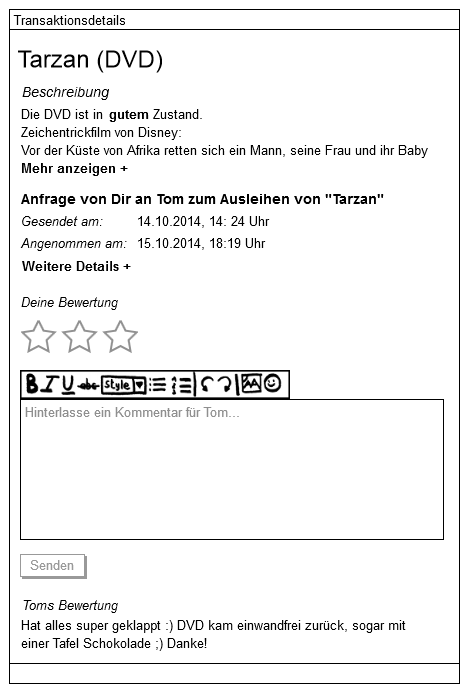 Transaktionsdetails
Tarzan (DVD)
Beschreibung
Die DVD ist in gutem Zustand.
Zeichentrickfilm von Disney:
Vor der Küste von Afrika retten sich ein Mann, seine Frau und ihr Baby
Mehr anzeigen +
Anfrage von Dir an Tom zum Ausleihen von "Tarzan"
Gesendet am: 14.10.2014, 14: 24 Uhr
Angenommen am: 15.10.2014, 18:19 Uhr
Weitere Details +
Deine Bewertung
B I U abc Style
Hinterlasse ein Kommentar für Tom...
Senden
Toms Bewertung
Hat alles super geklappt :) DVD kam einwandfrei zurück, sogar mit
einer Tafel Schokolade ;) Danke!